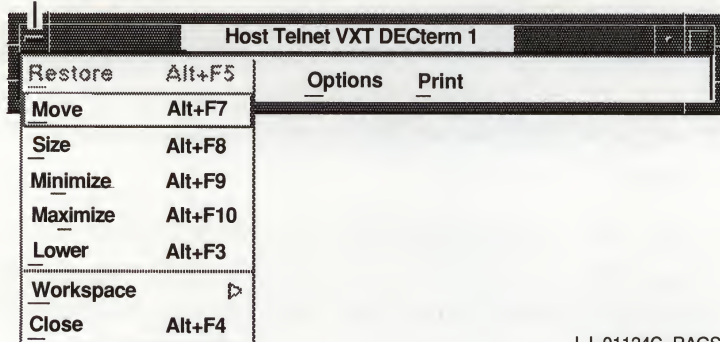 Host Telnet VXT DECterm 1
Options Print
Restore Alt+F5
Move Alt+F7
Size Alt+F8
Minimize Alt+F9
Maximize Alt+F10
Lower Alt+F3
Workspace
Close Alt+F4